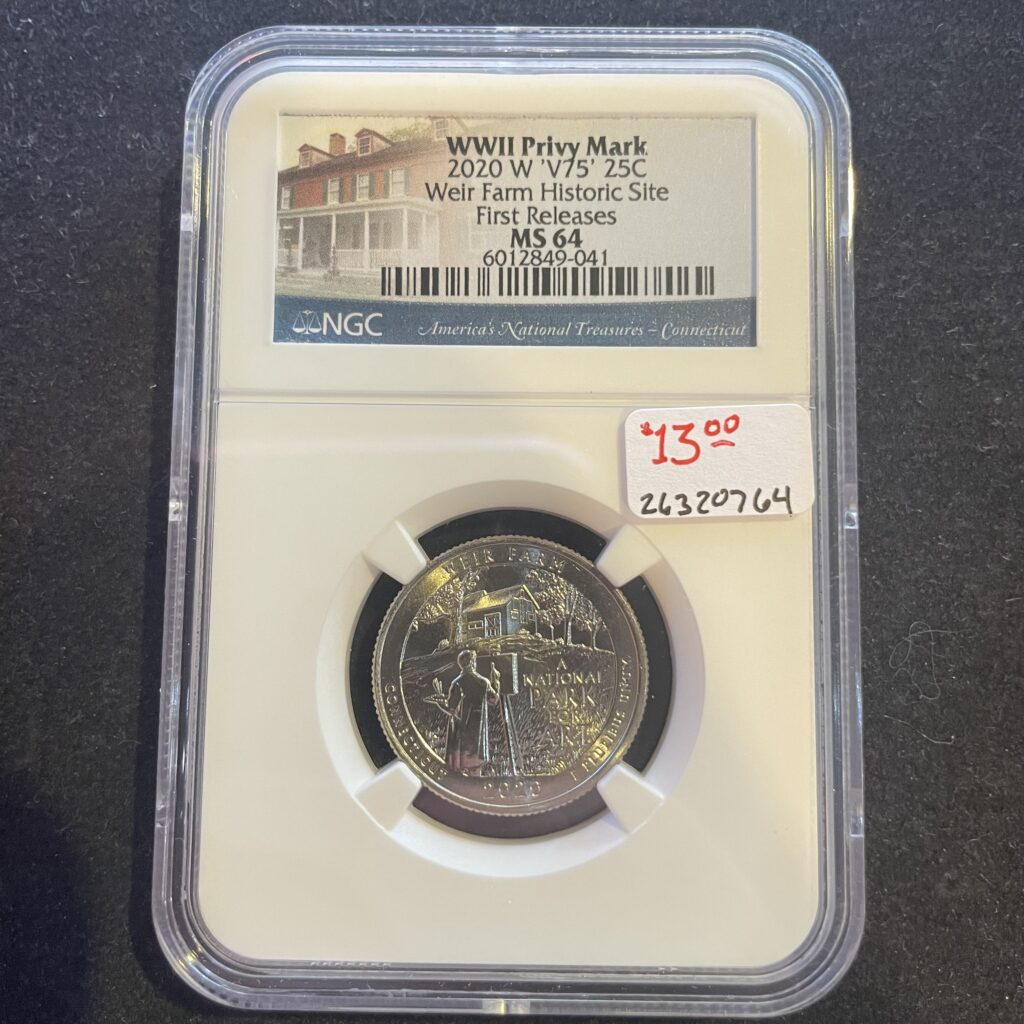 WWII Privy Mark
2020 W 'V75' 25C
Weir Farm Historic Site
First Releases
MS 64
6012849-041
NGC
America's National Treasures – Connecticut
$13.00
26320764
WEIR FARM
A
NATIONAL
PARK
FOR
ART
CONNECTICUT
2020
E PLURIBUS UNUM